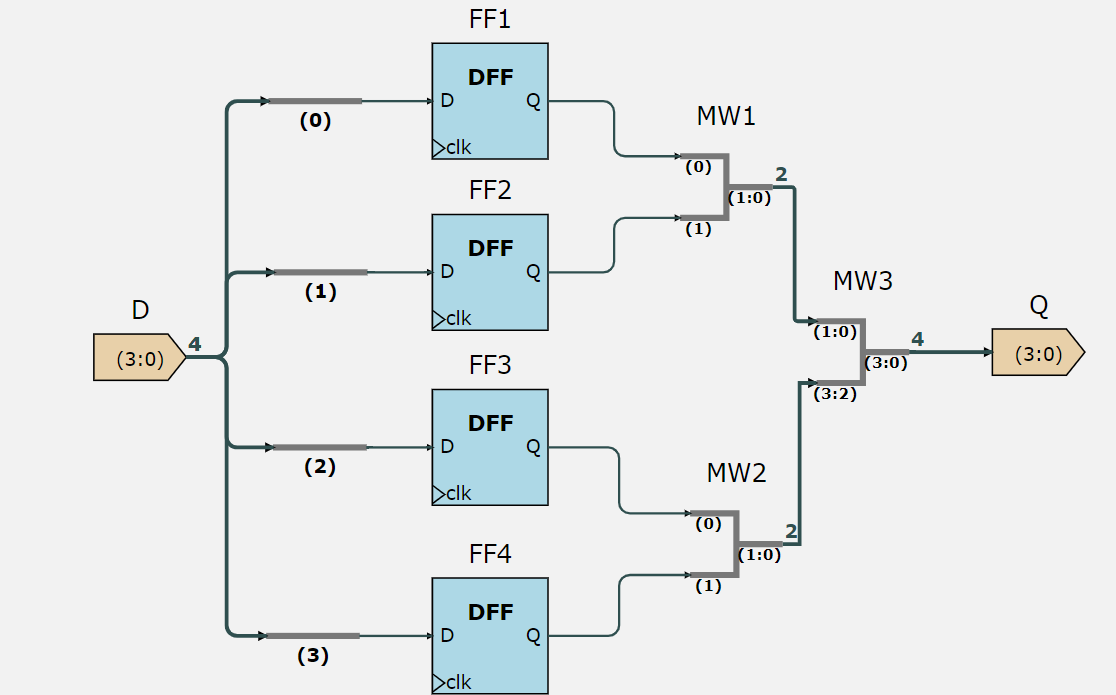 FF1
DFF
D Q
clk
(0)
MW1
(0)
(1)
(1:0)
2
FF2
DFF
D Q
clk
(1)
D
(3:0)
4
MW3
(1:0)
(3:2)
(3:0)
4
Q
(3:0)
FF3
DFF
D Q
clk
(2)
MW2
(0)
(1)
(1:0)
2
FF4
DFF
D Q
clk
(3)